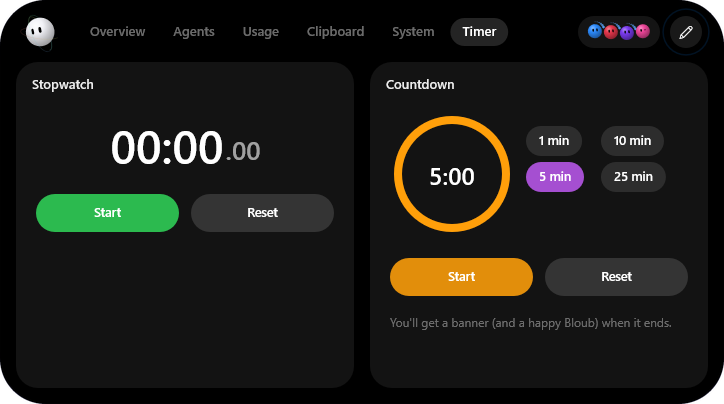 Overview Agents Usage Clipboard System Timer
Stopwatch
00:00.00
Start Reset
Countdown
5:00
1 min 10 min
5 min 25 min
Start Reset
You'll get a banner (and a happy Bloub) when it ends.